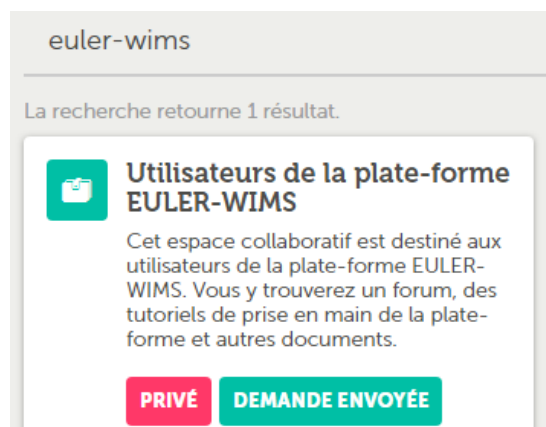 euler-wims
La recherche retourne 1 résultat.
Utilisateurs de la plate-forme
EULER-WIMS
Cet espace collaboratif est destiné aux
utilisateurs de la plate-forme EULER-
WIMS. Vous y trouverez un forum, des
tutoriels de prise en main de la plate-
forme et autres documents.
PRIVÉ DEMANDE ENVOYÉE